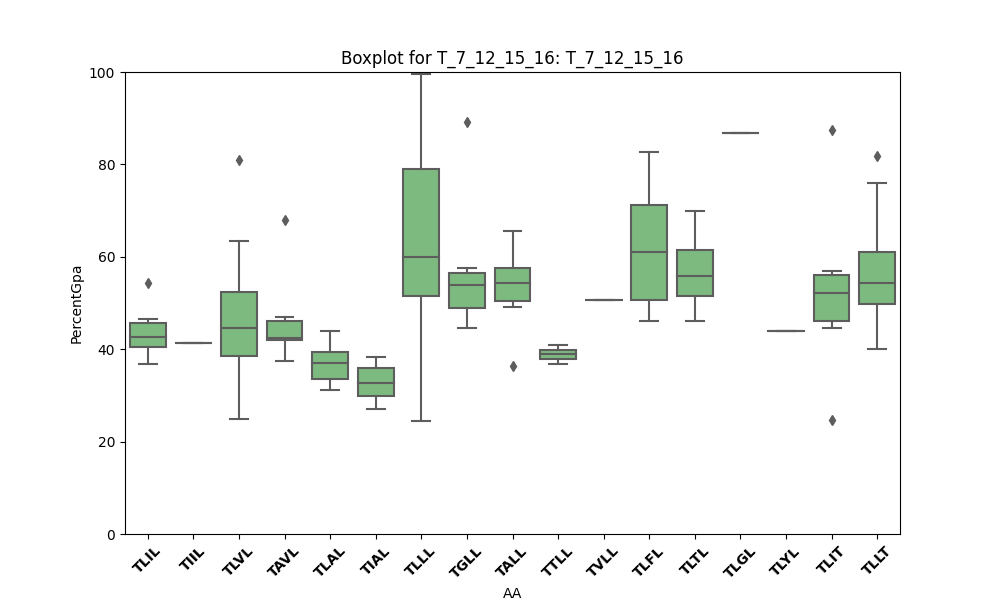 Boxplot for T_7_12_15_16: T_7_12_15_16
100
80
60
40
20
0
PercentGpa
TLIL TIIL TLVL TAVL TLAL TIAL TLLL TGLL TALL TTLL TVLL TLFL TLTL TLGL TLYL TLIT TLLT
AA